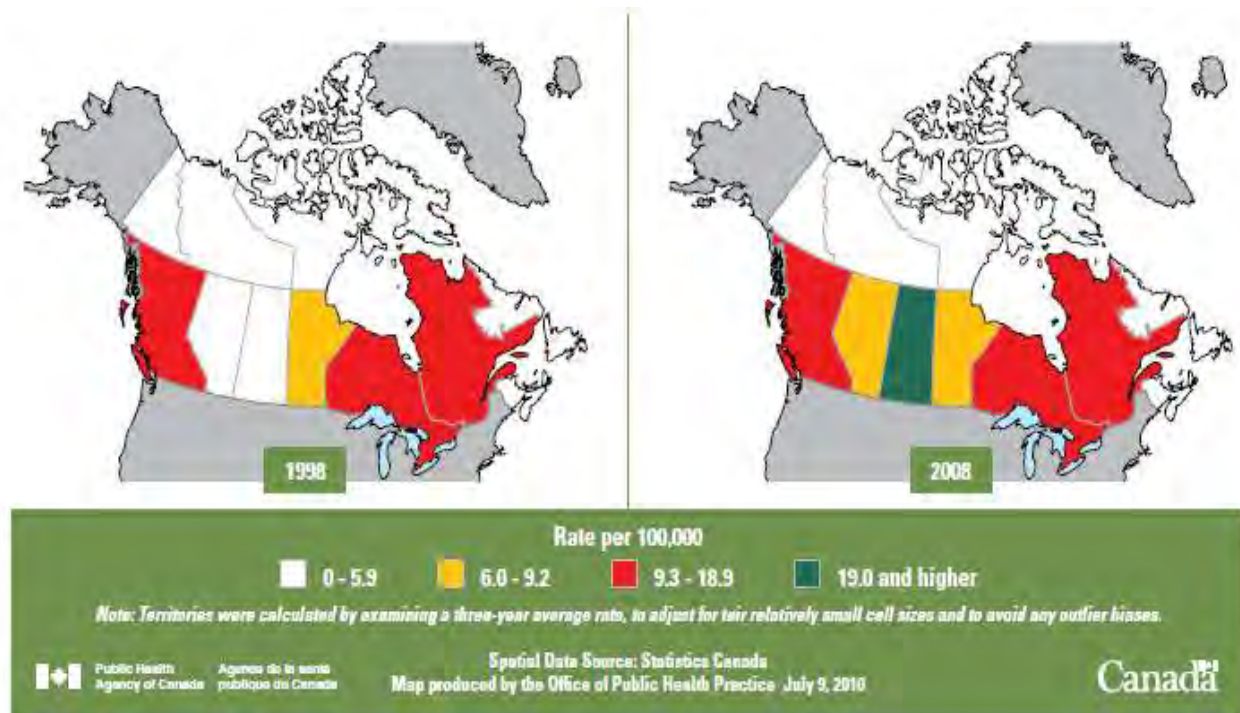 1998
2008
Rate per 100,000
0 - 5.9
6.0 - 9.2
9.3 - 18.9
19.0 and higher
Note: Territories were calculated by examining a three-year average rate, to adjust for teir relatively small cell sizes and to avoid any outlier biases.
Public Health
Agency of Canada
Agence de la santé
publique du Canada
Spatial Data Source: Statistics Canada
Map produced by the Office of Public Health Practice July 9, 2010
Canada